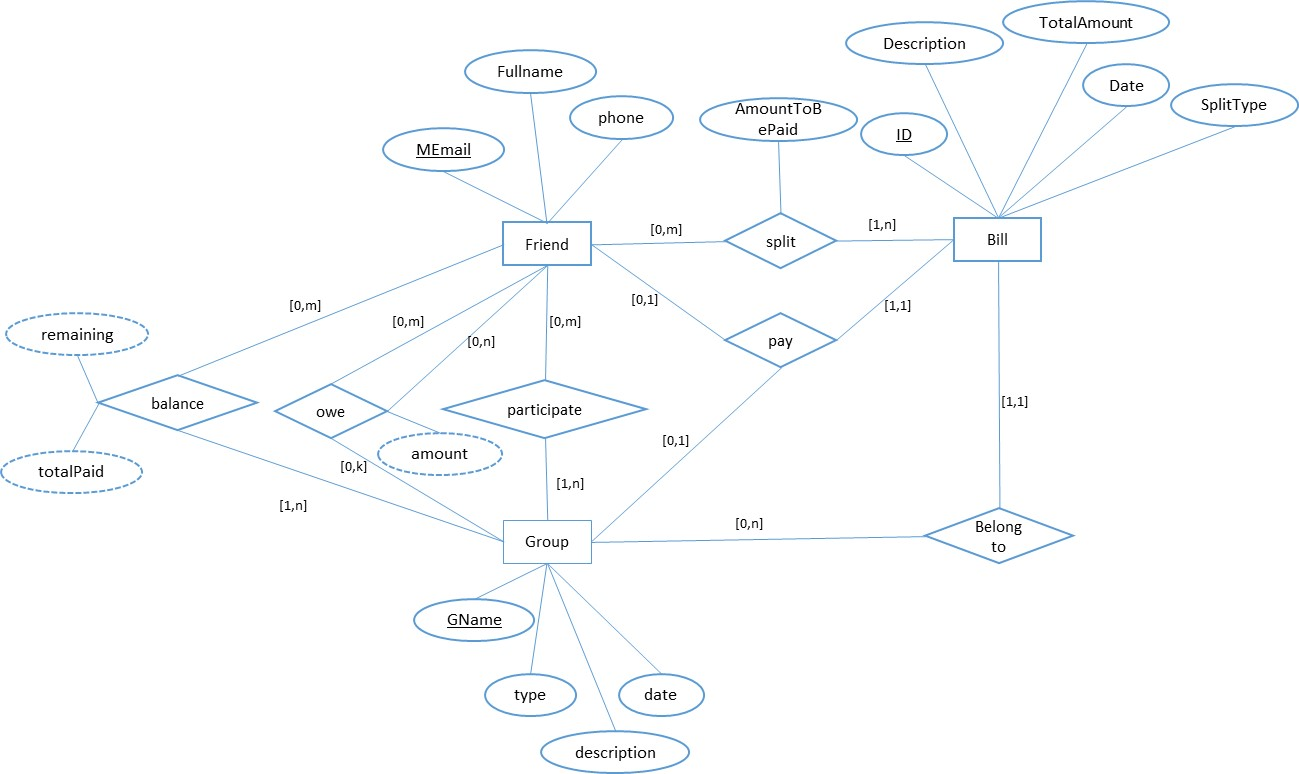 TotalAmount
Description
Fullname
Date
SplitType
phone
AmountToB
ePaid
ID
MEmail
[0,m]
[1,n]
Friend
split
Bill
[0,m]
[0,1]
[1,1]
[0,m]
[0,m]
[0,n]
remaining
pay
balance
owe
participate
[1,1]
[0,1]
amount
[0,k]
totalPaid
[1,n]
[1,n]
[0,n]
Belong
to
Group
GName
type
date
description